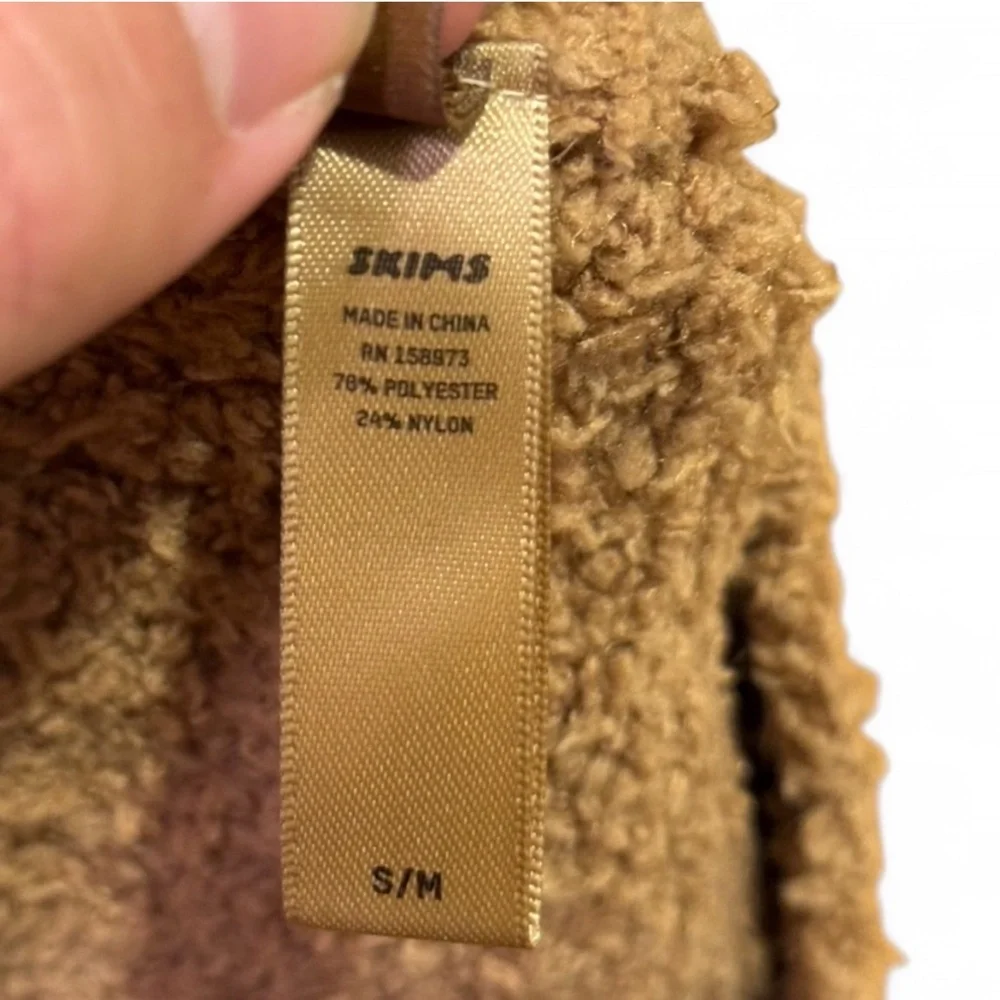 SKIMS
MADE IN CHINA
RN 158973
76% POLYESTER
24% NYLON
S/M